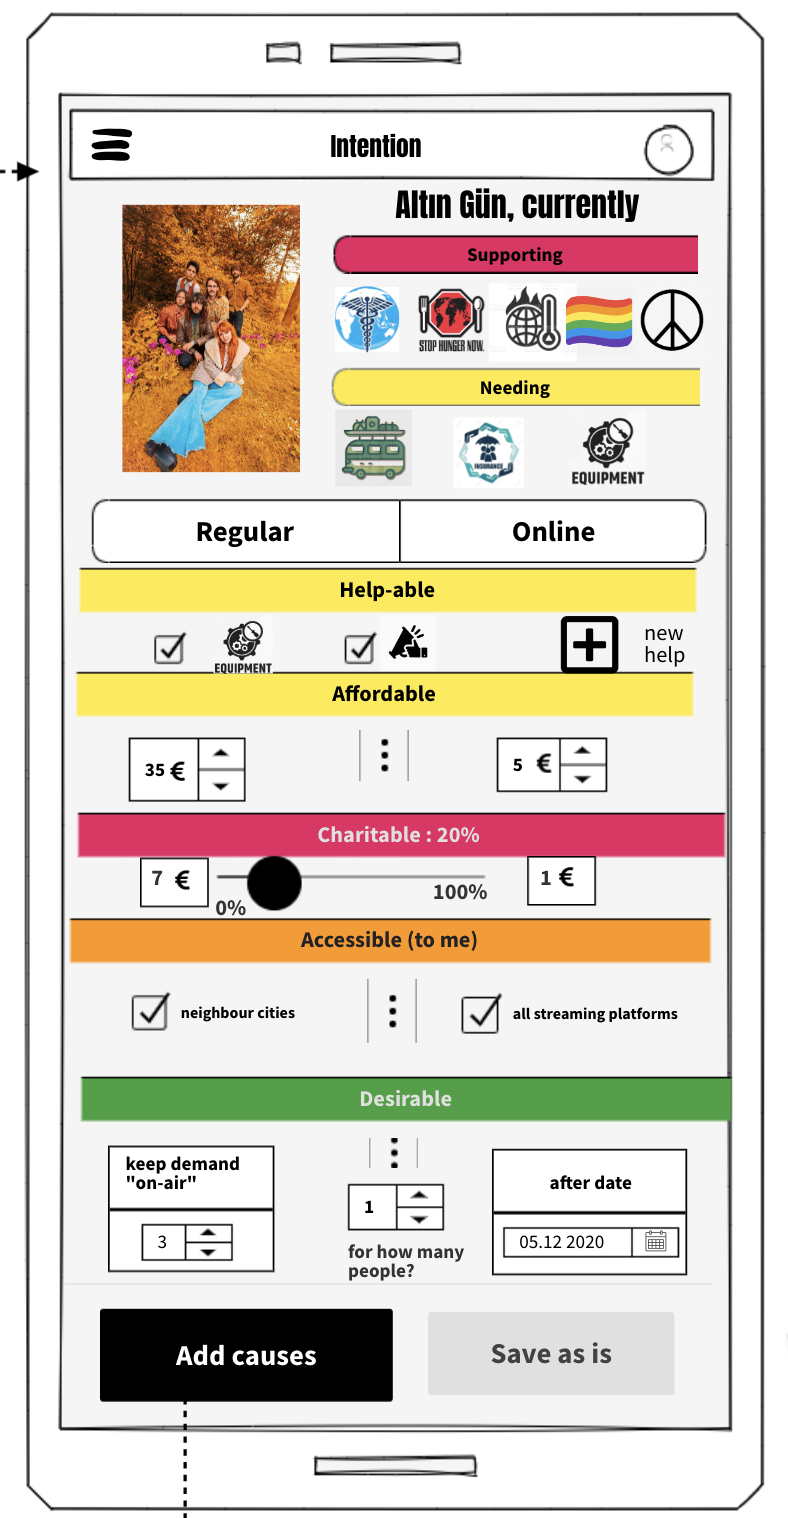 Intention
Altın Gün, currently
Supporting
STOP HUNGER NOW.
Needing
INSURANCE
EQUIPMENT
Regular
Online
Help-able
EQUIPMENT
new
help
Affordable
35 €
5 €
Charitable : 20%
7 €
0%
100%
1 €
Accessible (to me)
neighbour cities
all streaming platforms
Desirable
keep demand
"on-air"
3
1
for how many
people?
after date
05.12 2020
Add causes
Save as is